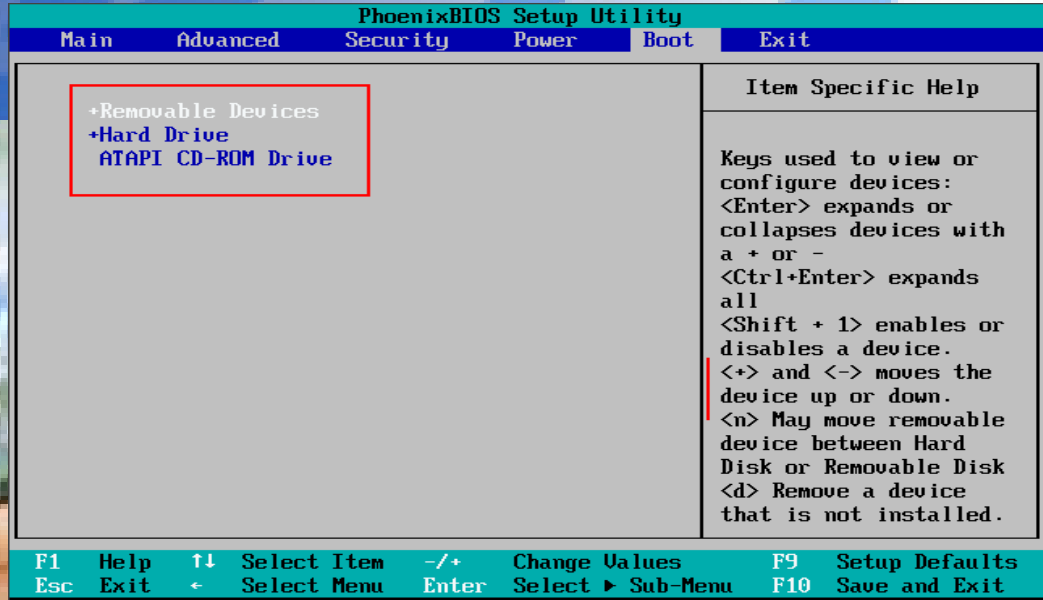 PhoenixBIOS Setup Utility
Main Advanced Security Power Boot Exit
+Removable Devices
+Hard Drive
ATAPI CD-ROM Drive
Item Specific Help
Keys used to view or
configure devices:
<Enter> expands or
collapses devices with
a + or -
<Ctrl+Enter> expands
all
<Shift + 1> enables or
disables a device.
<+> and <-> moves the
device up or down.
<n> May move removable
device between Hard
Disk or Removable Disk
<d> Remove a device
that is not installed.
F1 Help ↑↓ Select Item -/+ Change Values F9 Setup Defaults
Esc Exit ← Select Menu Enter Select ▶ Sub-Menu F10 Save and Exit